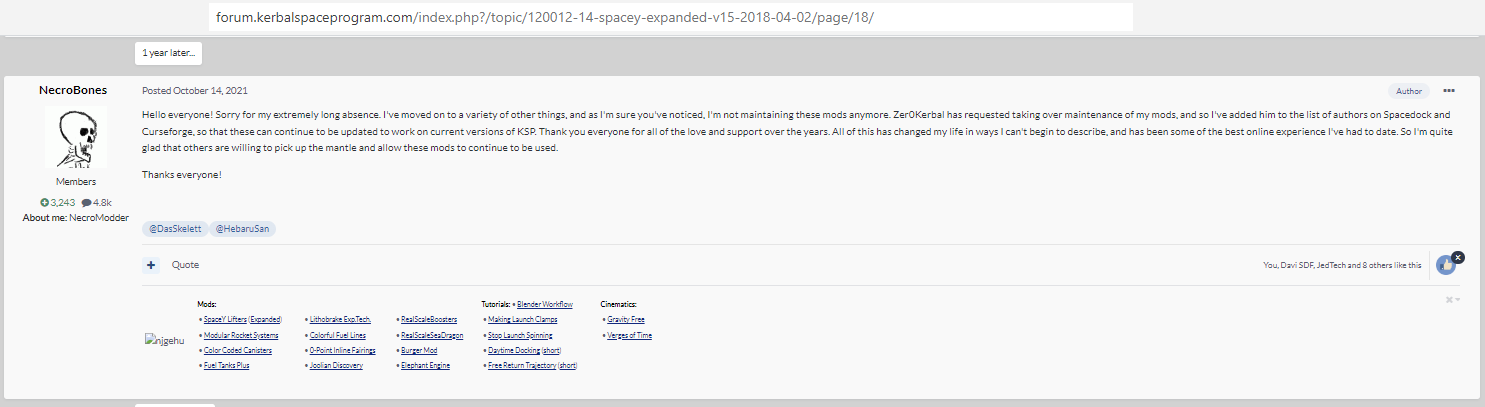 forum.kerbalspaceprogram.com/index.php?/topic/120012-14-spacey-expanded-v15-2018-04-02/page/18/
1 year later...
NecroBones
Members
3,243 4.8k
About me: NecroModder
Posted October 14, 2021
Author
Hello everyone! Sorry for my extremely long absence. I've moved on to a variety of other things, and as I'm sure you've noticed, I'm not maintaining these mods anymore. Zer0Kerbal has requested taking over maintenance of my mods, and so I've added him to the list of authors on Spacedock and
Curseforge, so that these can continue to be updated to work on current versions of KSP. Thank you everyone for all of the love and support over the years. All of this has changed my life in ways I can't begin to describe, and has been some of the best online experience I've had to date. So I'm quite
glad that others are willing to pick up the mantle and allow these mods to continue to be used.
Thanks everyone!
@DasSkelett @HebaruSan
+ Quote
You, Davi SDF, JedTech and 8 others like this
njgehu
Mods:
• SpaceY Lifters (Expanded)
• Modular Rocket Systems
• Color Coded Canisters
• Fuel Tanks Plus
• Lithobrake Exp.Tech.
• Colorful Fuel Lines
• 0-Point Inline Fairings
• Joolian Discovery
• RealScaleBoosters
• RealScaleSeaDragon
• Burger Mod
• Elephant Engine
Tutorials: • Blender Workflow
• Making Launch Clamps
• Stop Launch Spinning
• Daytime Docking (short)
• Free Return Trajectory (short)
Cinematics:
• Gravity Free
• Verges of Time